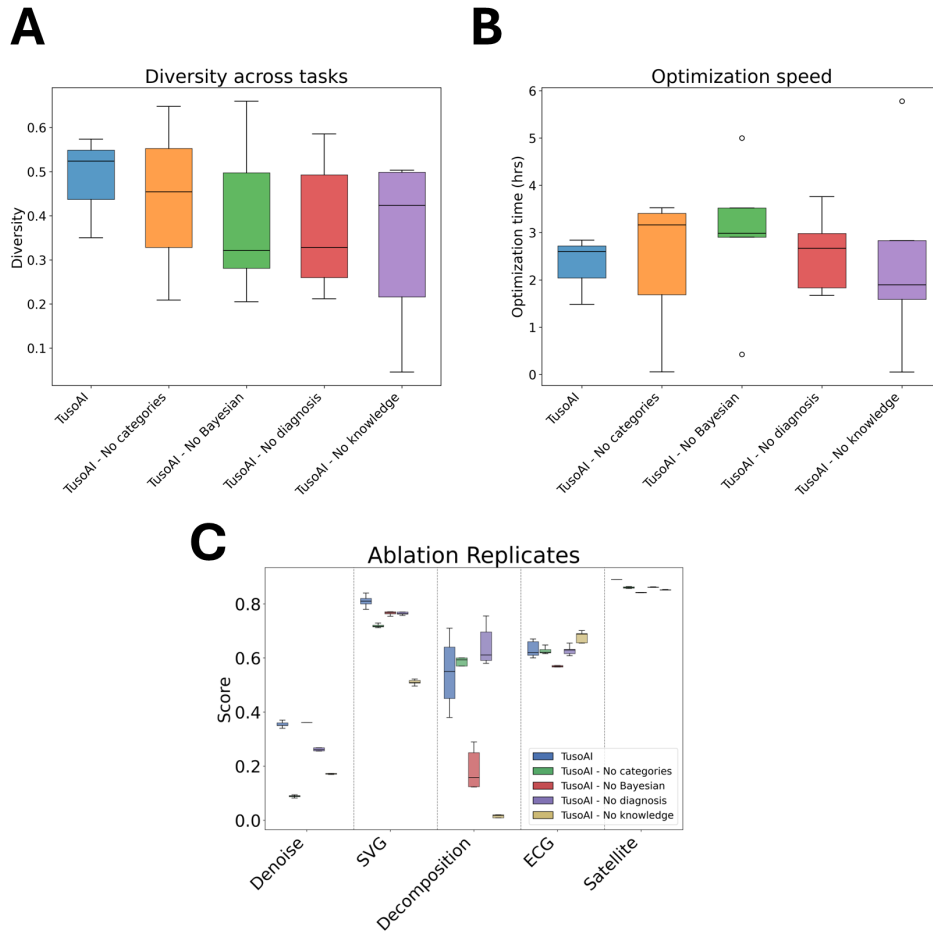 A
Diversity across tasks
Diversity
0.6
0.5
0.4
0.3
0.2
0.1
TusoAI
TusoAI - No categories
TusoAI - No Bayesian
TusoAI - No diagnosis
TusoAI - No knowledge
B
Optimization speed
Optimization time (hrs)
6
5
4
3
2
1
0
TusoAI
TusoAI - No categories
TusoAI - No Bayesian
TusoAI - No diagnosis
TusoAI - No knowledge
C
Ablation Replicates
Score
0.8
0.6
0.4
0.2
0.0
TusoAI
TusoAI - No categories
TusoAI - No Bayesian
TusoAI - No diagnosis
TusoAI - No knowledge
Denoise
SVG
Decomposition
ECG
Satellite